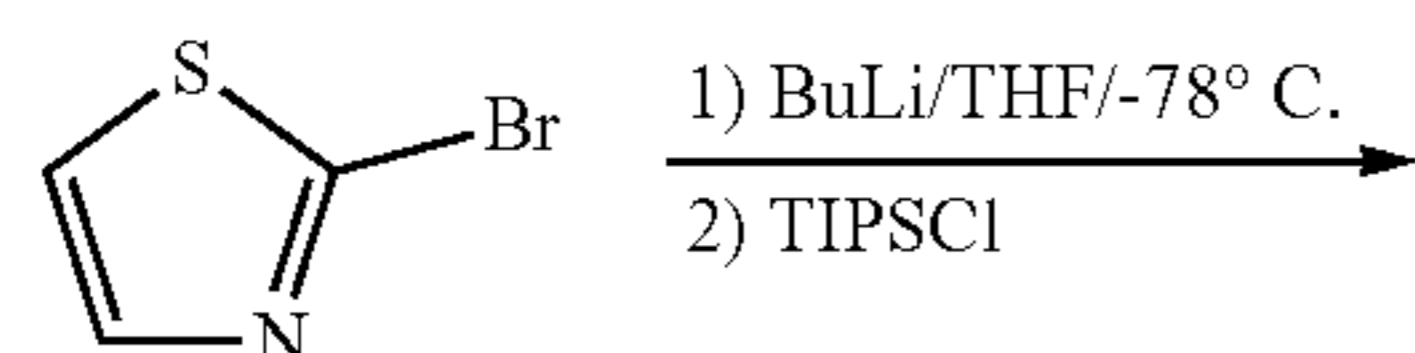 S
Br
N
1) BuLi/THF/-78° C.
2) TIPSCl